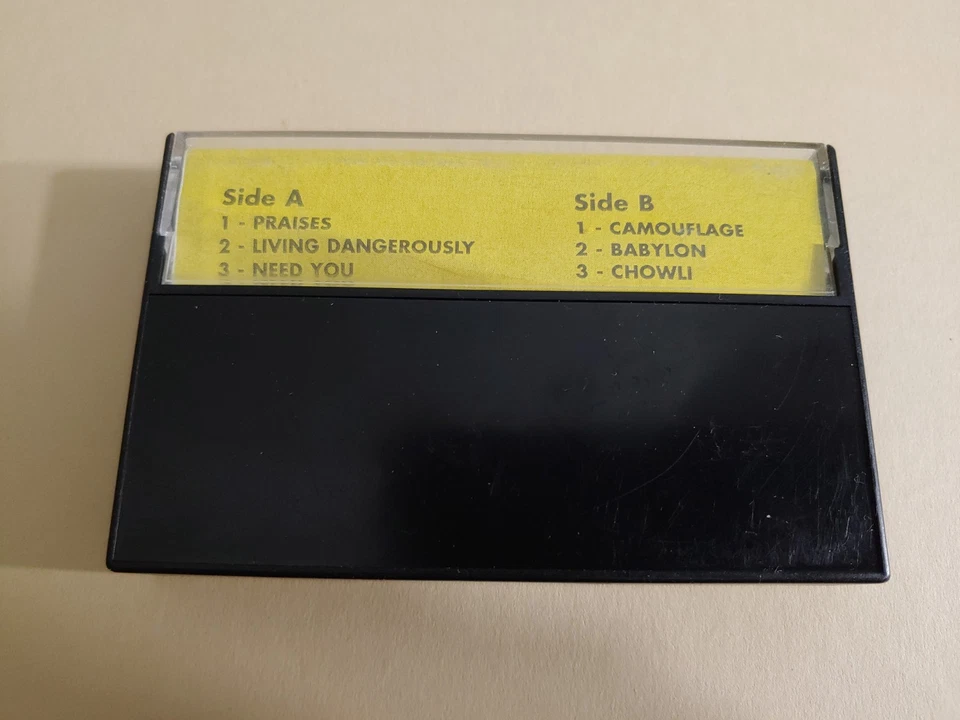 Side A
1 - PRAISES
2 - LIVING DANGEROUSLY
3 - NEED YOU
Side B
1 - CAMOUFLAGE
2 - BABYLON
3 - CHOWLI